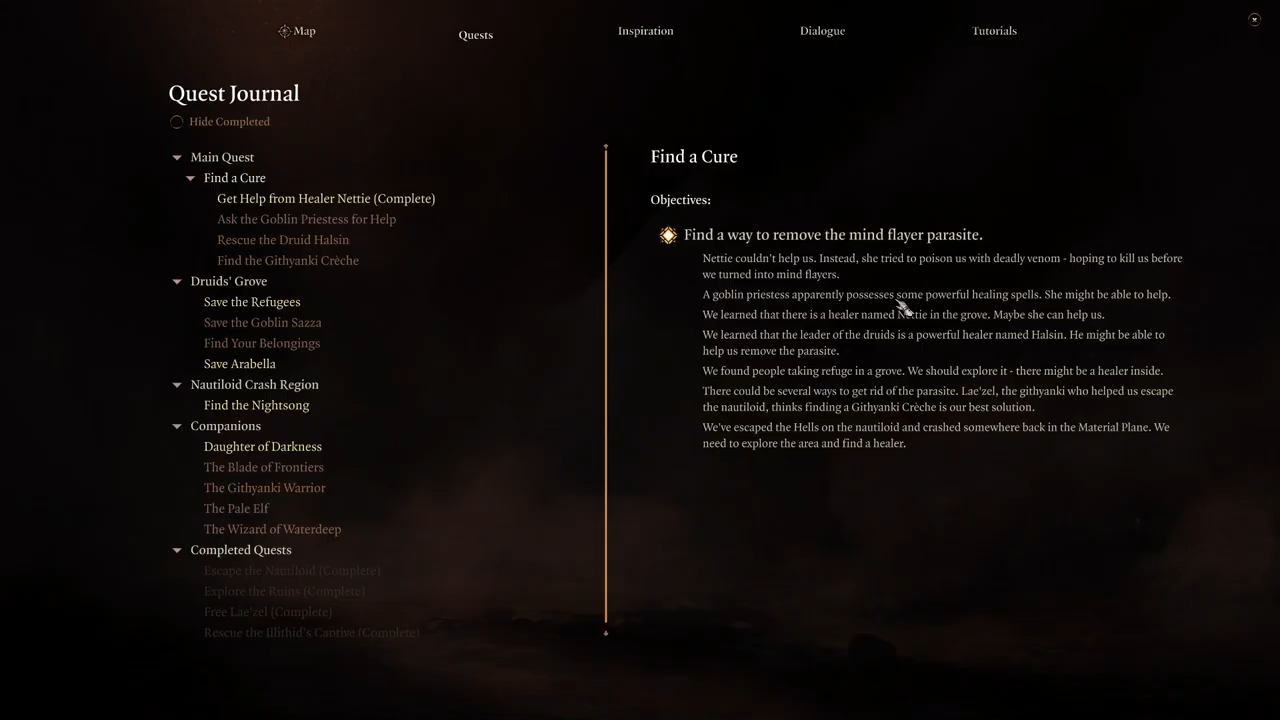 Map
Quests
Inspiration
Dialogue
Tutorials
Quest Journal
Hide Completed
Main Quest
Find a Cure
Get Help from Healer Nettie (Complete)
Ask the Goblin Priestess for Help
Rescue the Druid Halsin
Find the Githyanki Crèche
Druids' Grove
Save the Refugees
Save the Goblin Sazza
Find Your Belongings
Save Arabella
Nautiloid Crash Region
Find the Nightsong
Companions
Daughter of Darkness
The Blade of Frontiers
The Githyanki Warrior
The Pale Elf
The Wizard of Waterdeep
Completed Quests
Escape the Nautiloid (Complete)
Explore the Ruins (Complete)
Free Lae'zel (Complete)
Rescue the Illithid's Captive (Complete)
Find a Cure
Objectives:
Find a way to remove the mind flayer parasite.
Nettie couldn't help us. Instead, she tried to poison us with deadly venom - hoping to kill us before
we turned into mind flayers.
A goblin priestess apparently possesses some powerful healing spells. She might be able to help.
We learned that there is a healer named Nettie in the grove. Maybe she can help us.
We learned that the leader of the druids is a powerful healer named Halsin. He might be able to
help us remove the parasite.
We found people taking refuge in a grove. We should explore it - there might be a healer inside.
There could be several ways to get rid of the parasite. Lae'zel, the githyanki who helped us escape
the nautiloid, thinks finding a Githyanki Crèche is our best solution.
We've escaped the Hells on the nautiloid and crashed somewhere back in the Material Plane. We
need to explore the area and find a healer.